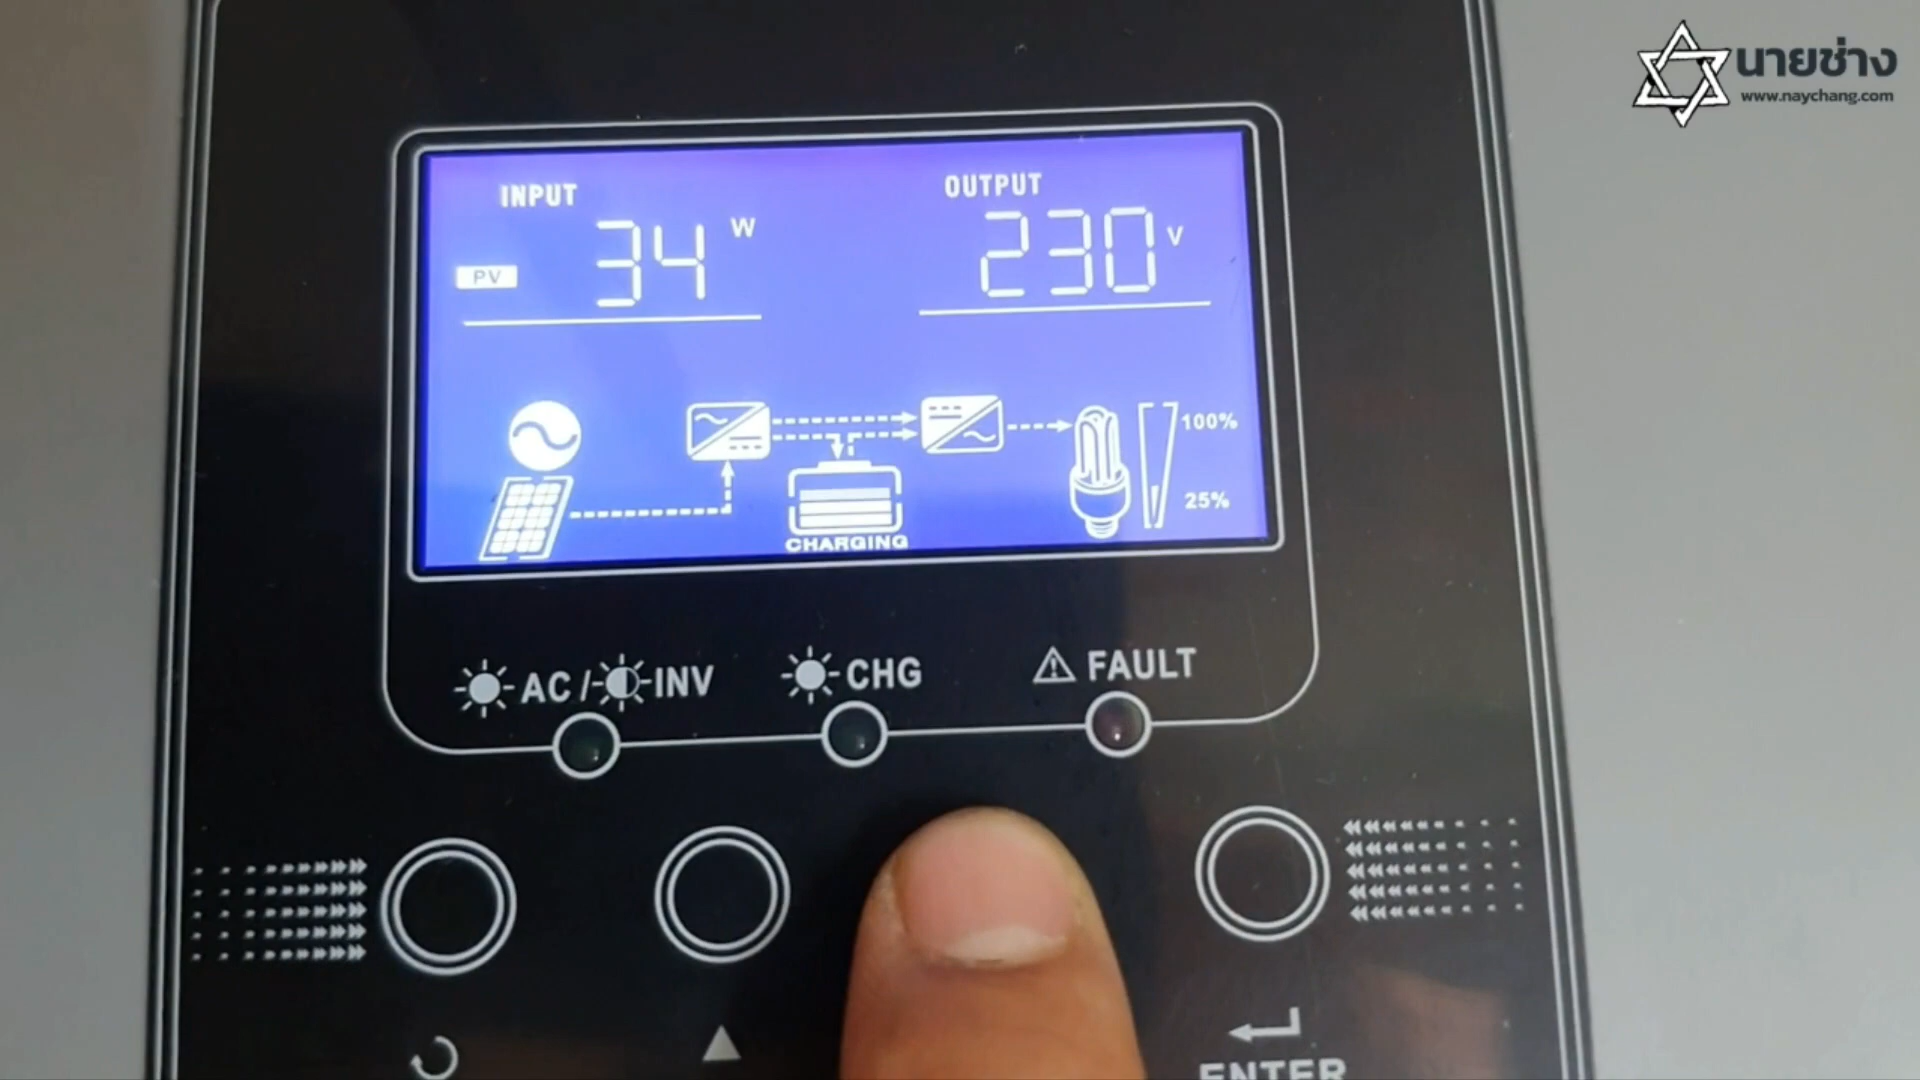 นายช่าง
www.naychang.com
INPUT
34 W
PV
OUTPUT
230 V
100%
25%
CHARGING
AC / INV
CHG
FAULT
ENTER